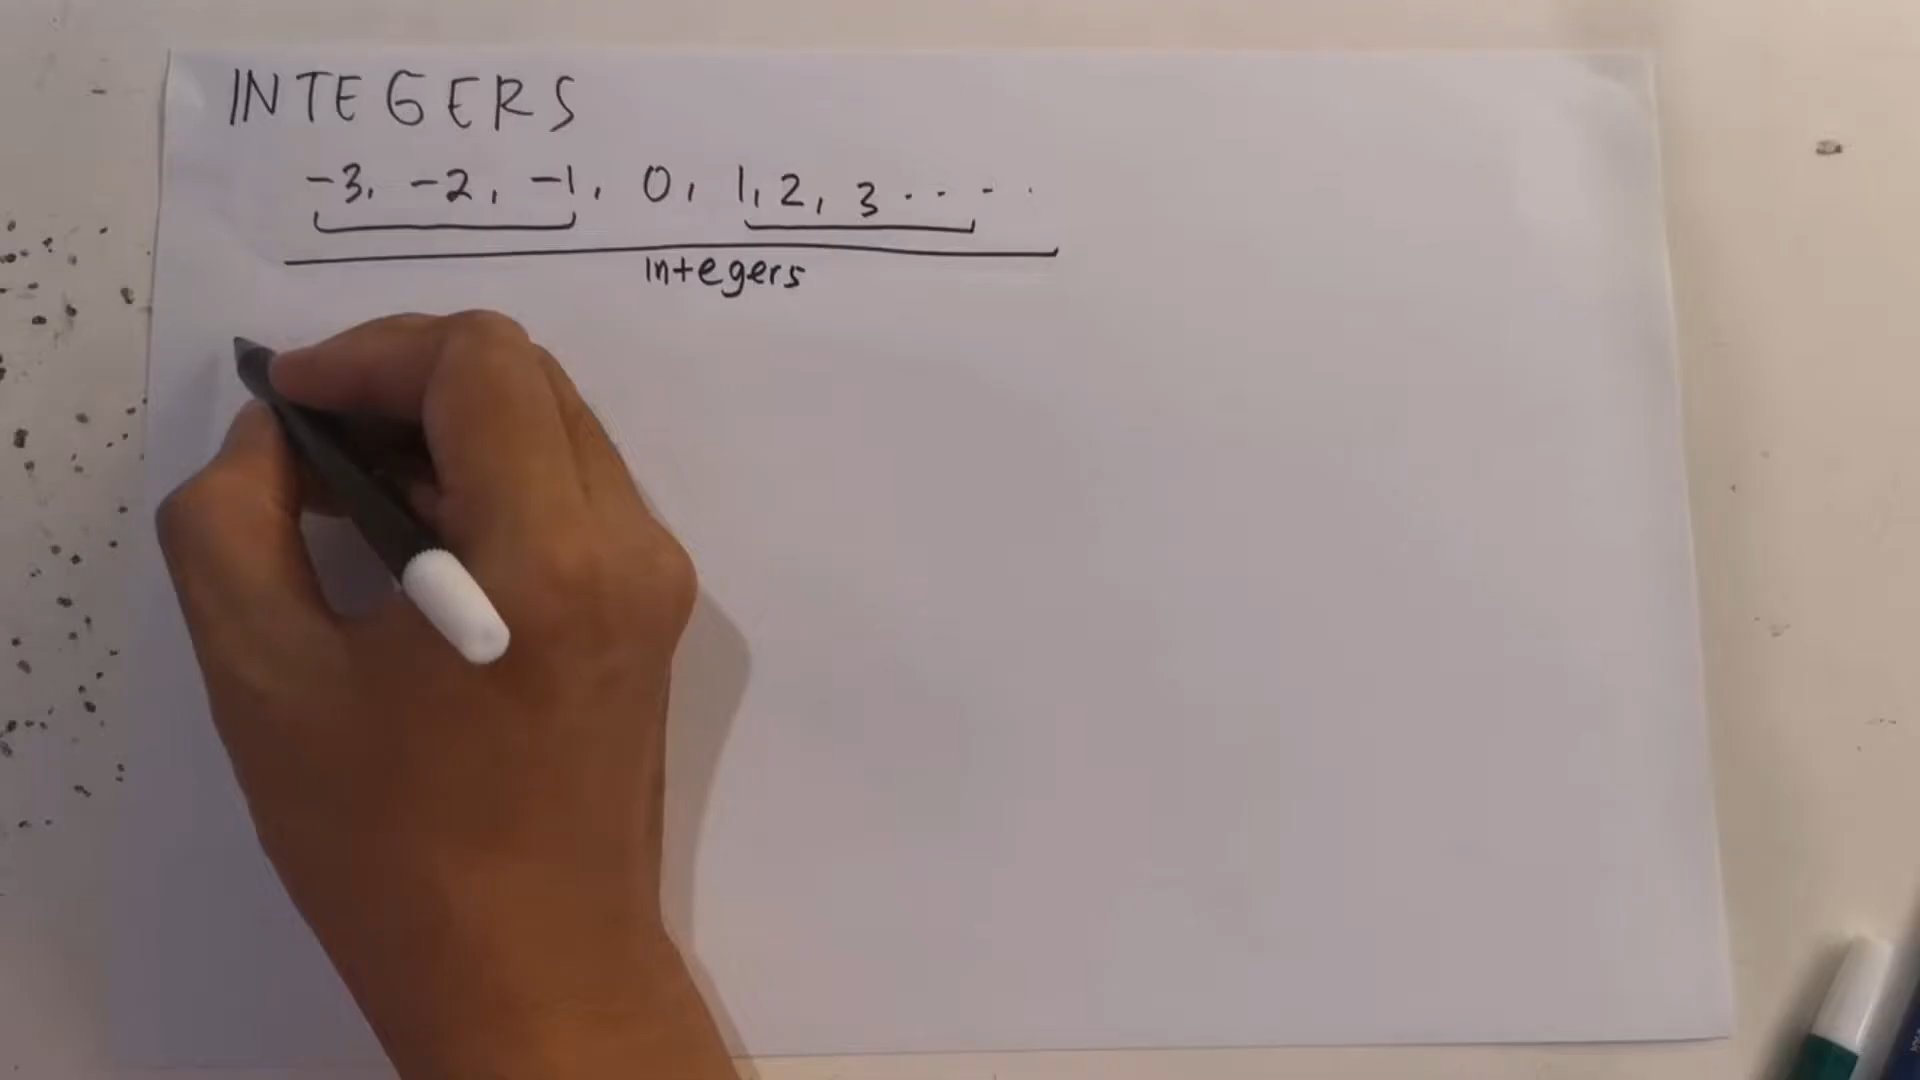 INTEGERS
-3, -2, -1, 0, 1, 2, 3 . . . .
Integers